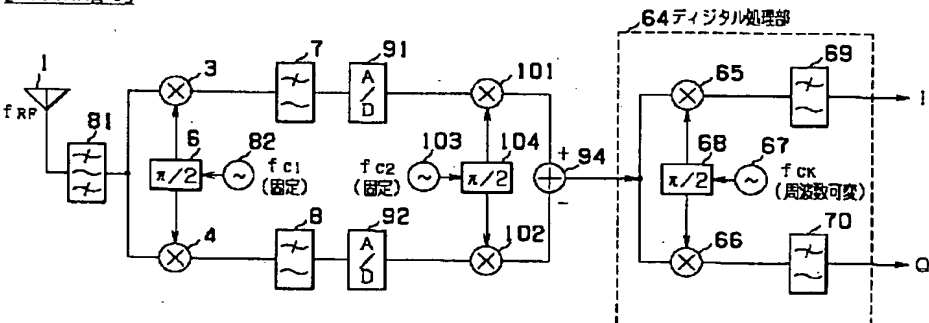 64ディジタル処理部
1
fRF
81
3
7
91
A/D
101
65
69
I
6
π/2
82
~
fC1
(固定)
103
~
fC2
(固定)
104
π/2
+
94
-
68
π/2
67
~
fCK
(周波数可変)
4
8
92
A/D
102
66
70
Q